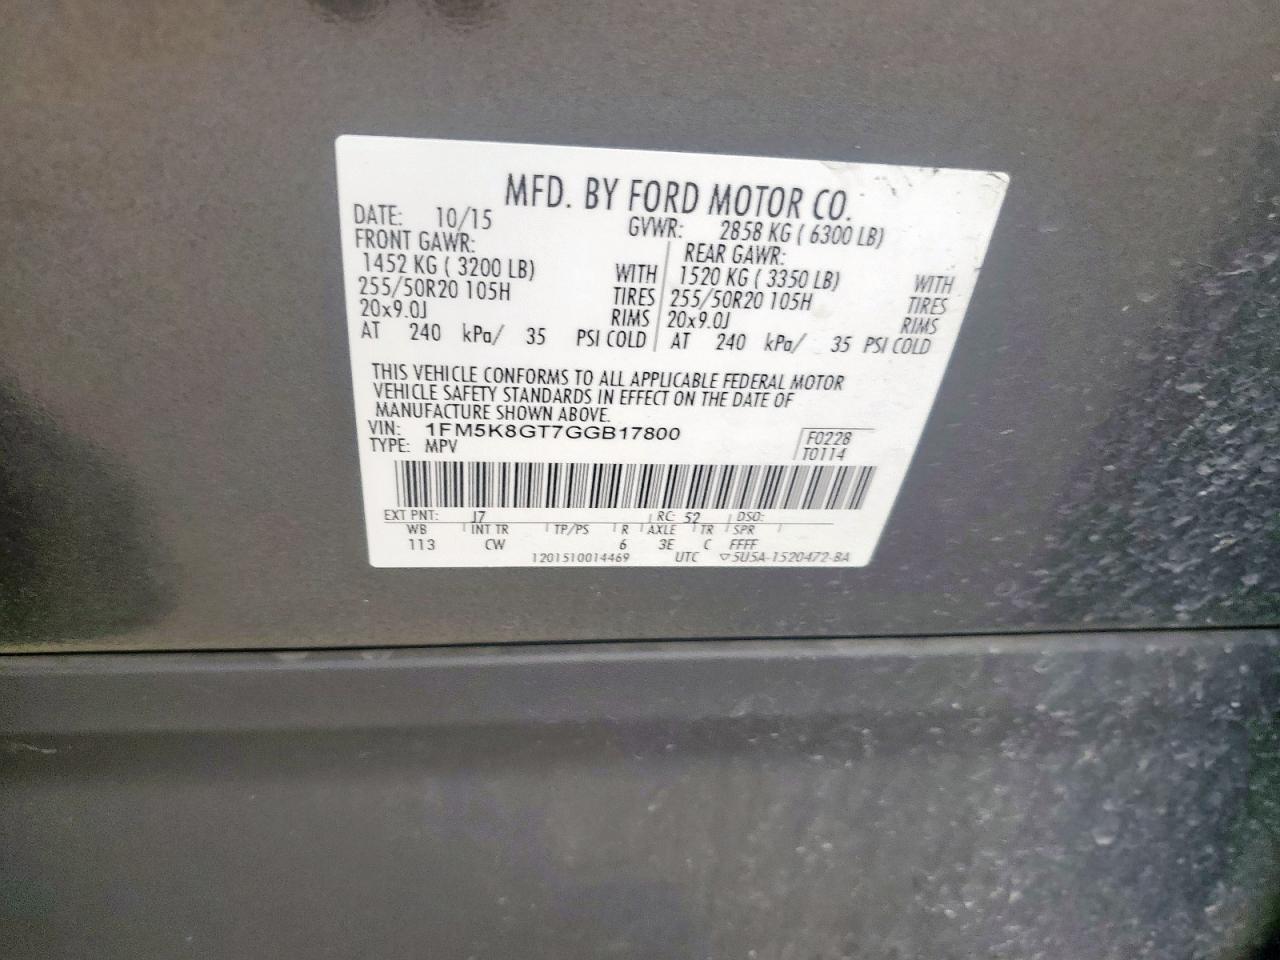 MFD. BY FORD MOTOR CO.
DATE: 10/15 GVWR: 2858 KG ( 6300 LB)
FRONT GAWR: REAR GAWR:
1452 KG ( 3200 LB) WITH 1520 KG ( 3350 LB) WITH
255/50R20 105H TIRES 255/50R20 105H TIRES
20x9.0J RIMS 20x9.0J RIMS
AT 240 kPa/ 35 PSI COLD AT 240 kPa/ 35 PSI COLD
THIS VEHICLE CONFORMS TO ALL APPLICABLE FEDERAL MOTOR
VEHICLE SAFETY STANDARDS IN EFFECT ON THE DATE OF
MANUFACTURE SHOWN ABOVE.
VIN: 1FM5K8GT7GGB17800 F0228
TYPE: MPV T0114
EXT PNT: J7 RC: 52 DSO:
WB INT TR TP/PS R AXLE TR SPR
113 CW 6 3E C FFFF
1201510014469 UTC ▽5U5A-1520472-BA